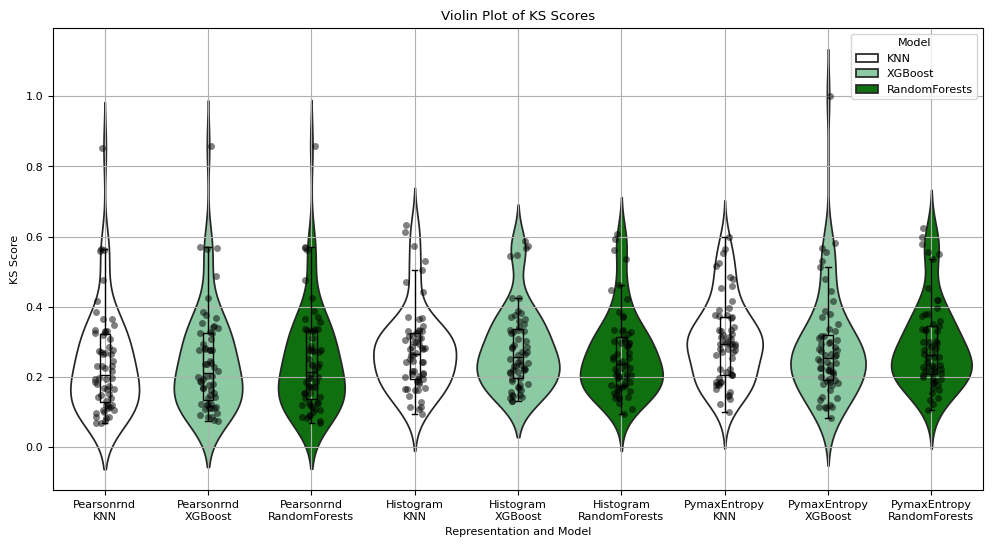 Violin Plot of KS Scores
Model
KNN
XGBoost
RandomForests
KS Score
1.0
0.8
0.6
0.4
0.2
0.0
Pearsonrnd
KNN
Pearsonrnd
XGBoost
Pearsonrnd
RandomForests
Histogram
KNN
Histogram
XGBoost
Histogram
RandomForests
PymaxEntropy
KNN
PymaxEntropy
XGBoost
PymaxEntropy
RandomForests
Representation and Model